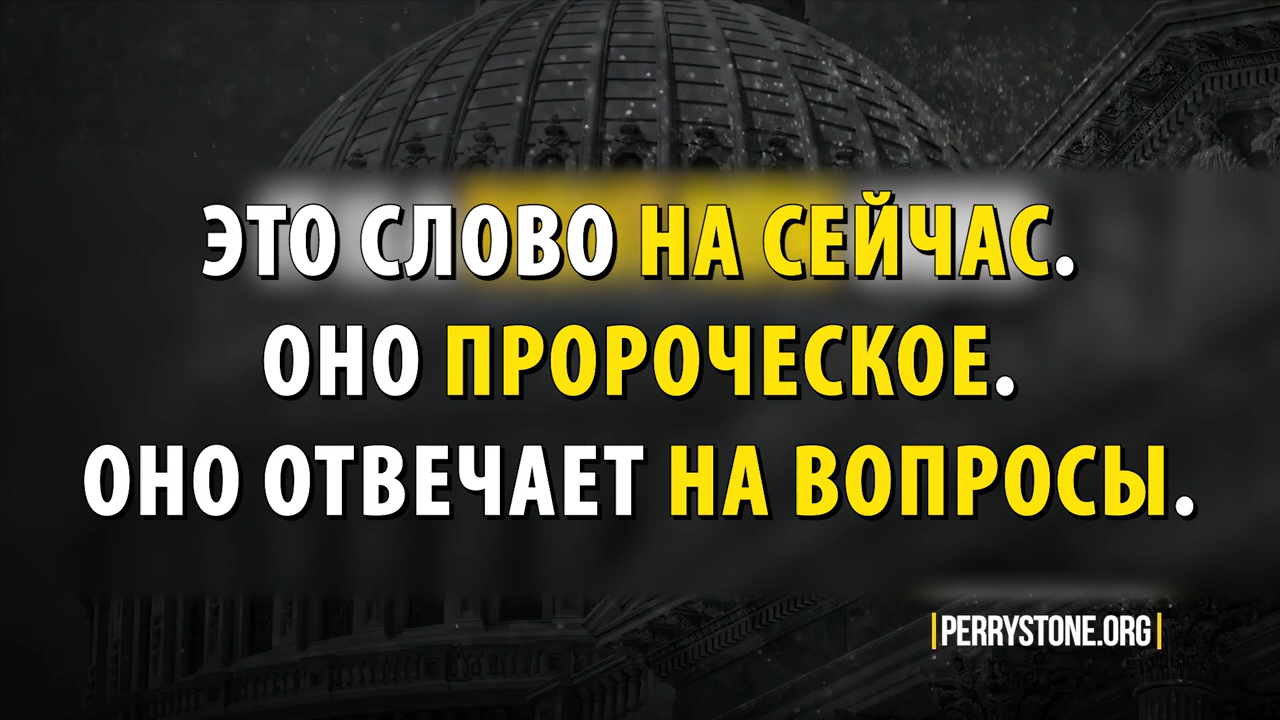 ЭТО СЛОВО НА СЕЙЧАС.
ОНО ПРОРОЧЕСКОЕ.
ОНО ОТВЕЧАЕТ НА ВОПРОСЫ.
|PERRYSTONE.ORG|